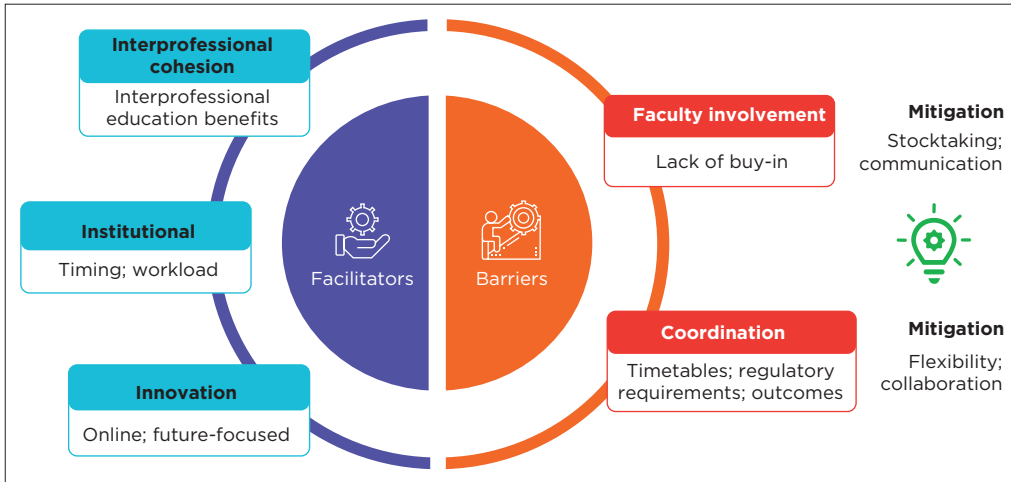 Interprofessional
cohesion
Interprofessional
education benefits
Institutional
Timing; workload
Innovation
Online; future-focused
Facilitators
Barriers
Faculty involvement
Lack of buy-in
Coordination
Timetables; regulatory
requirements; outcomes
Mitigation
Stocktaking;
communication
Mitigation
Flexibility;
collaboration